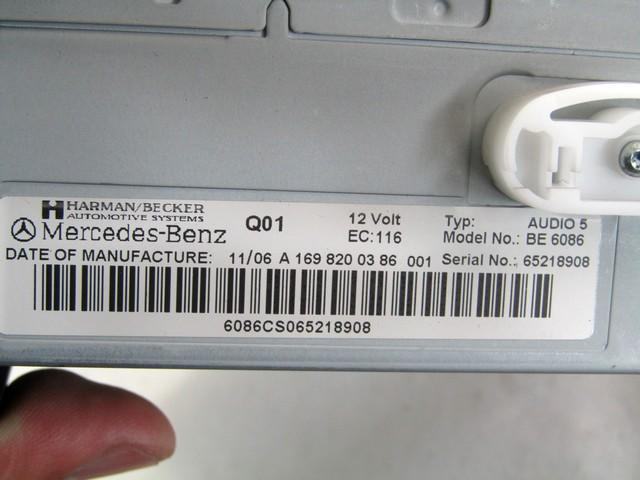 HARMAN/BECKER
AUTOMOTIVE SYSTEMS
Mercedes-Benz
Q01
12 Volt
EC:116
Typ: AUDIO 5
Model No.: BE 6086
DATE OF MANUFACTURE: 11/06 A 169 820 03 86 001 Serial No.: 65218908
6086CS065218908